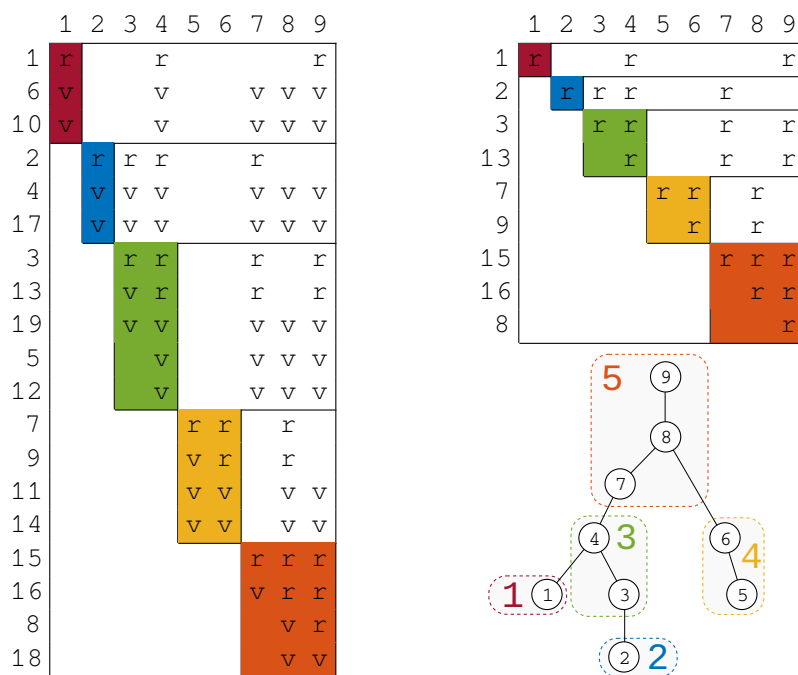 1 2 3 4 5 6 7 8 9
1 r r r
6 v v v v v
10 v v v v v
2 r r r r
4 v v v v v v
17 v v v v v v
3 r r r r
13 v r r r
19 v v v v v
5 v v v v
12 v v v v
7 r r r
9 v r r
11 v v v v
14 v v v v
15 r r r
16 v r r
8 v r
18 v v
1 2 3 4 5 6 7 8 9
1 r r r
2 r r r r
3 r r r r
13 r r r
7 r r r
9 r r
15 r r r
16 r r
8 r
5 9
8
7
4 3 6 4
1 1 3 5
2 2